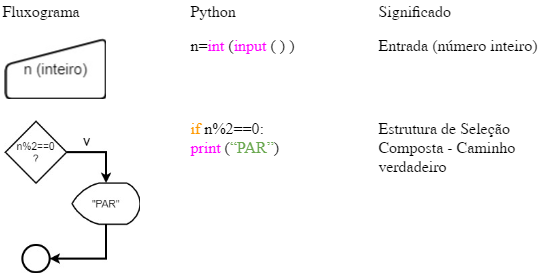 Fluxograma Python Significado
n (inteiro) n=int (input ( ) ) Entrada (número inteiro)
n%2==0
?
V
"PAR"
if n%2==0:
print (“PAR”)
Estrutura de Seleção
Composta - Caminho
verdadeiro